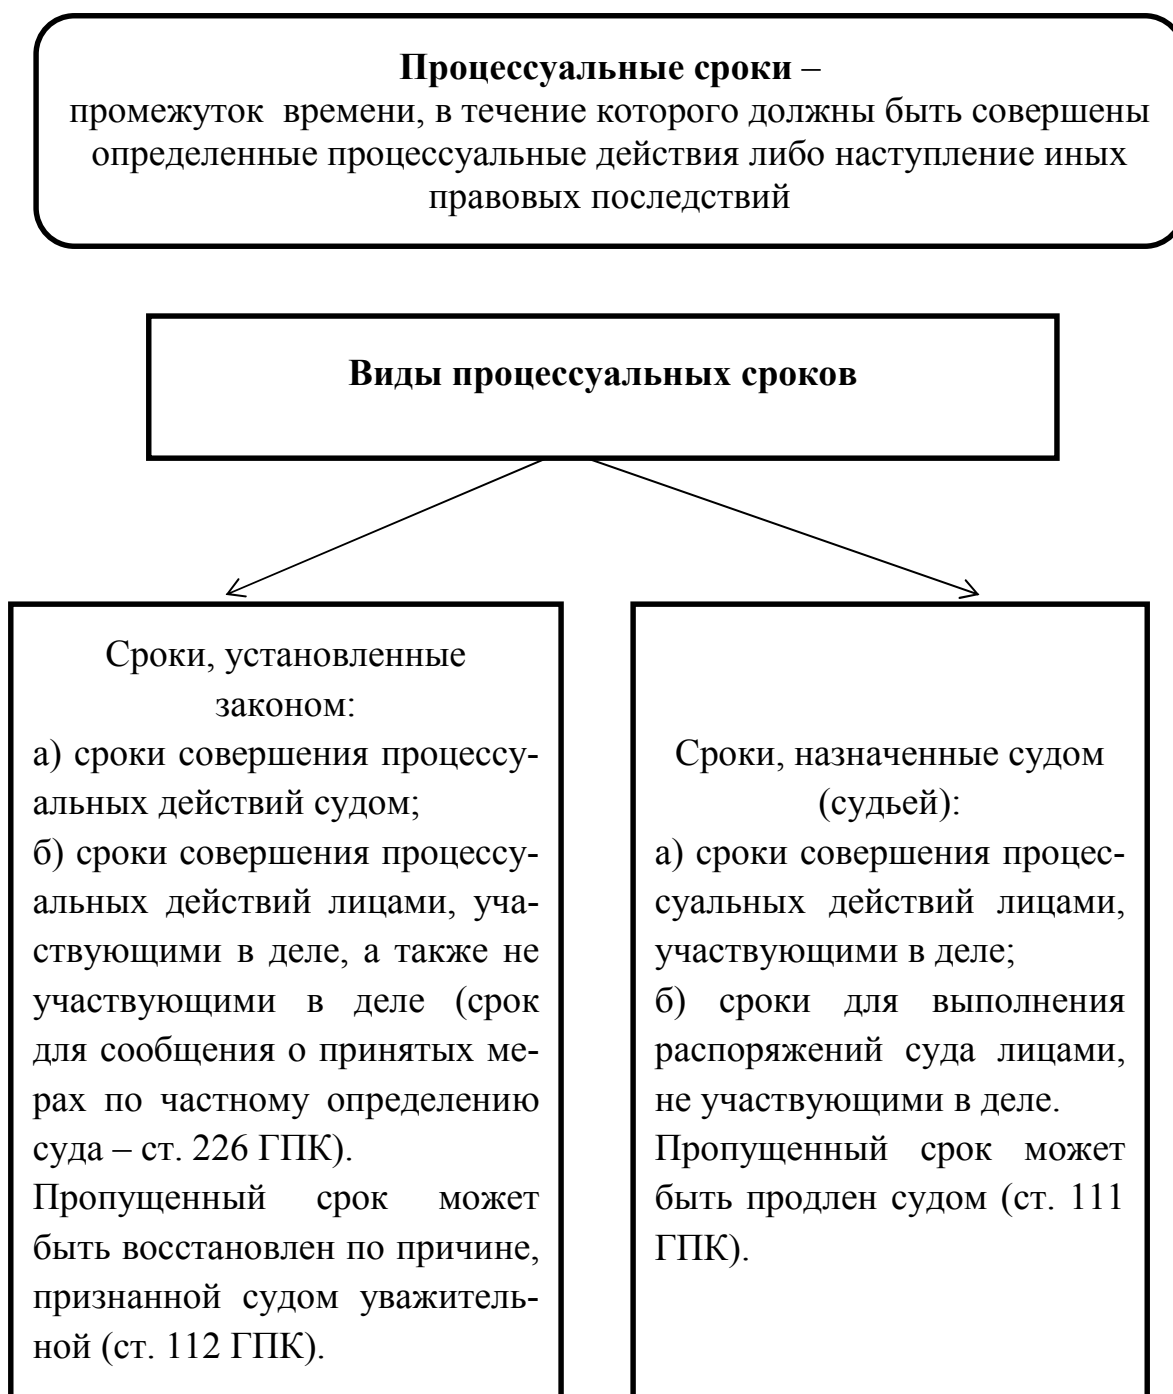 Процессуальные сроки –
промежуток времени, в течение которого должны быть совершены
определенные процессуальные действия либо наступление иных
правовых последствий
Виды процессуальных сроков
Сроки, установленные
законом:
а) сроки совершения процессу-
альных действий судом;
б) сроки совершения процессу-
альных действий лицами, уча-
ствующими в деле, а также не
участвующими в деле (срок
для сообщения о принятых ме-
рах по частному определению
суда – ст. 226 ГПК).
Пропущенный срок может
быть восстановлен по причине,
признанной судом уважитель-
ной (ст. 112 ГПК).
Сроки, назначенные судом
(судьей):
а) сроки совершения процес-
суальных действий лицами,
участвующими в деле;
б) сроки для выполнения
распоряжений суда лицами,
не участвующими в деле.
Пропущенный срок может
быть продлен судом (ст. 111
ГПК).